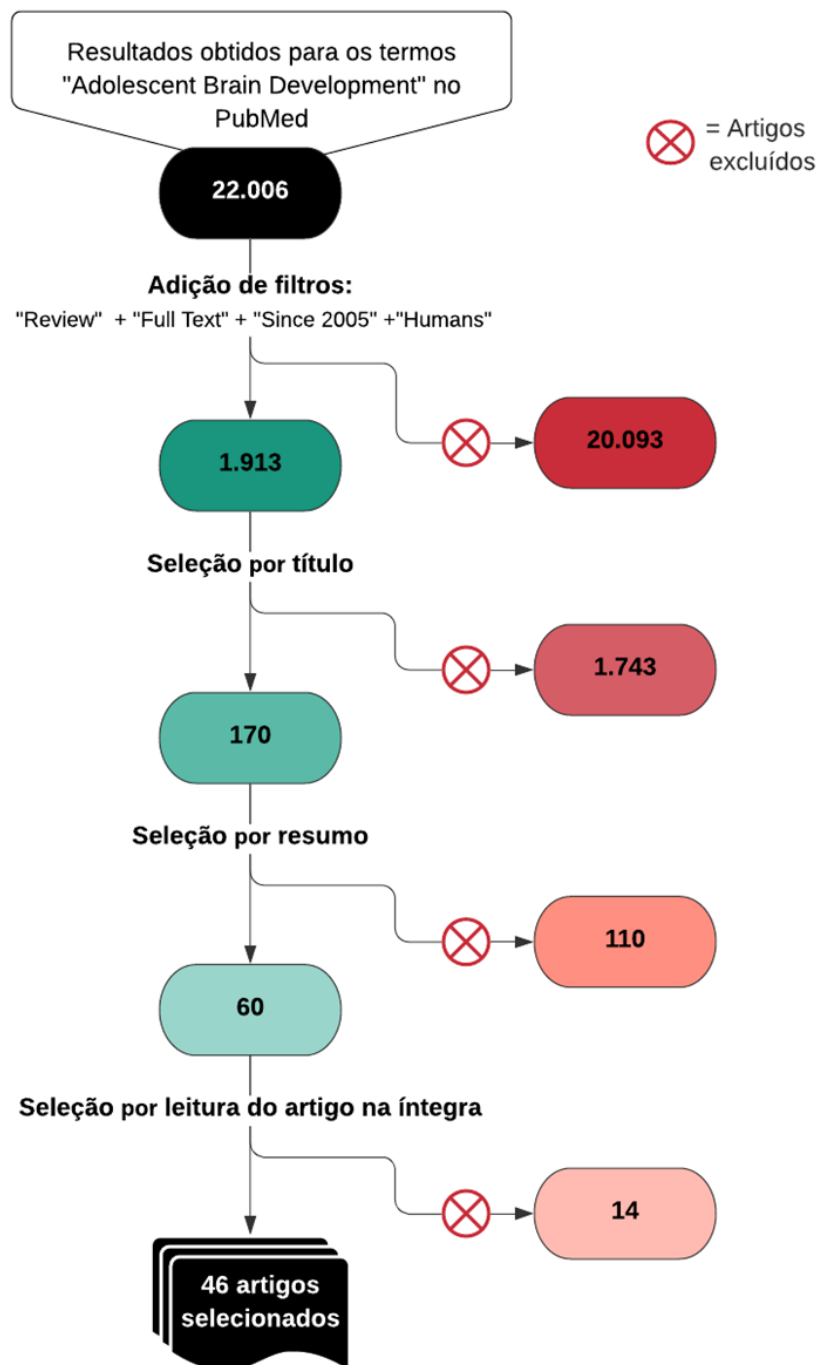 Resultados obtidos para os termos
"Adolescent Brain Development" no
PubMed
= Artigos
excluídos
22.006
Adição de filtros:
"Review" + "Full Text" + "Since 2005" +"Humans"
1.913
20.093
Seleção por título
1.743
170
Seleção por resumo
110
60
Seleção por leitura do artigo na íntegra
14
46 artigos
selecionados